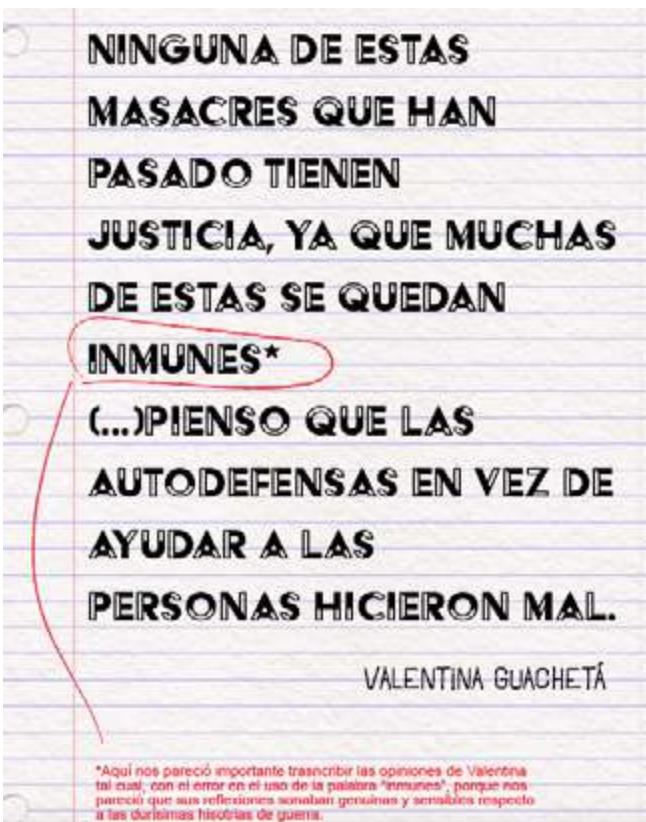 NINGUNA DE ESTAS
MASACRES QUE HAN
PASADO TIENEN
JUSTICIA, YA QUE MUCHAS
DE ESTAS SE QUEDAN
INMUNES*
(...)PIENSO QUE LAS
AUTODEFENSAS EN VEZ DE
AYUDAR A LAS
PERSONAS HICIERON MAL.
VALENTINA GUACHETÁ
*Aquí nos pareció importante trasncribir las opiniones de Valentina
tal cual, con el error en el uso de la palabra "inmunes", porque nos
pareció que sus reflexiones sonaban genuinas y sensibles respecto
a las durísimas hisotrias de guerra.